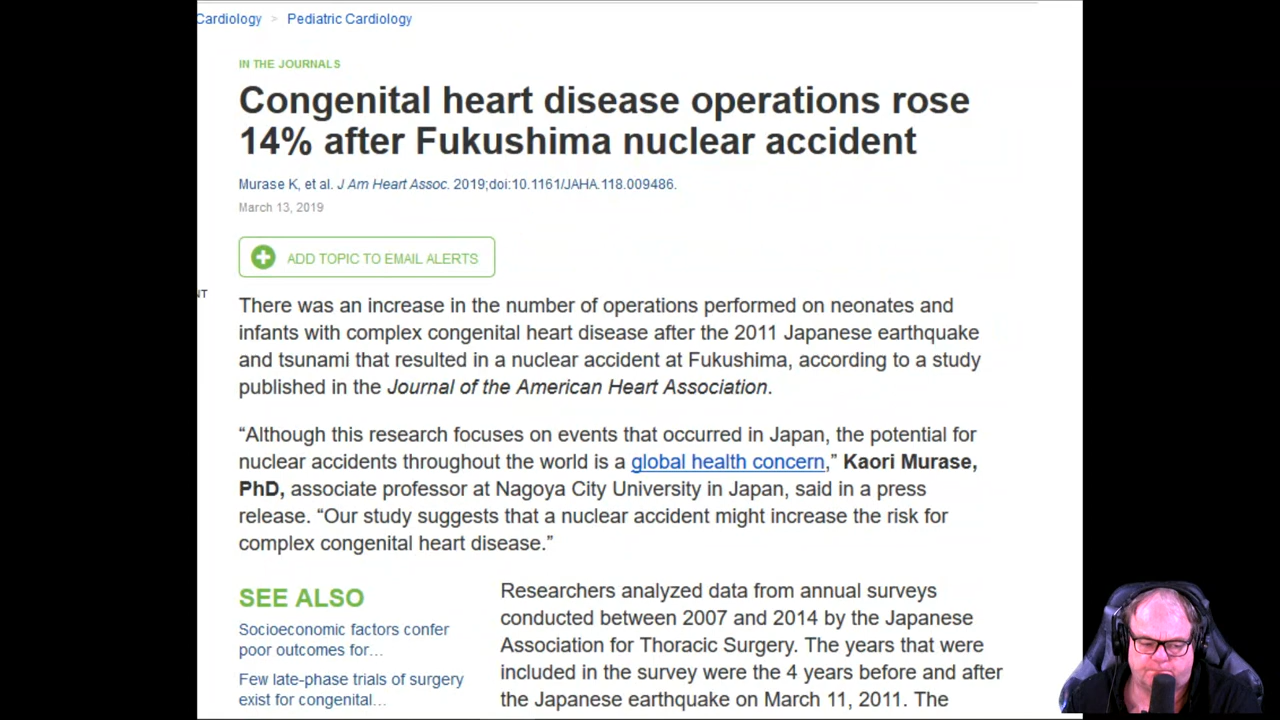 Cardiology > Pediatric Cardiology
IN THE JOURNALS
Congenital heart disease operations rose
14% after Fukushima nuclear accident
Murase K, et al. J Am Heart Assoc. 2019;doi:10.1161/JAHA.118.009486.
March 13, 2019
ADD TOPIC TO EMAIL ALERTS
NT
There was an increase in the number of operations performed on neonates and
infants with complex congenital heart disease after the 2011 Japanese earthquake
and tsunami that resulted in a nuclear accident at Fukushima, according to a study
published in the Journal of the American Heart Association.
“Although this research focuses on events that occurred in Japan, the potential for
nuclear accidents throughout the world is a global health concern,” Kaori Murase,
PhD, associate professor at Nagoya City University in Japan, said in a press
release. “Our study suggests that a nuclear accident might increase the risk for
complex congenital heart disease.”
SEE ALSO
Socioeconomic factors confer
poor outcomes for…
Few late-phase trials of surgery
exist for congenital…
Researchers analyzed data from annual surveys
conducted between 2007 and 2014 by the Japanese
Association for Thoracic Surgery. The years that were
included in the survey were the 4 years before and after
the Japanese earthquake on March 11, 2011. The